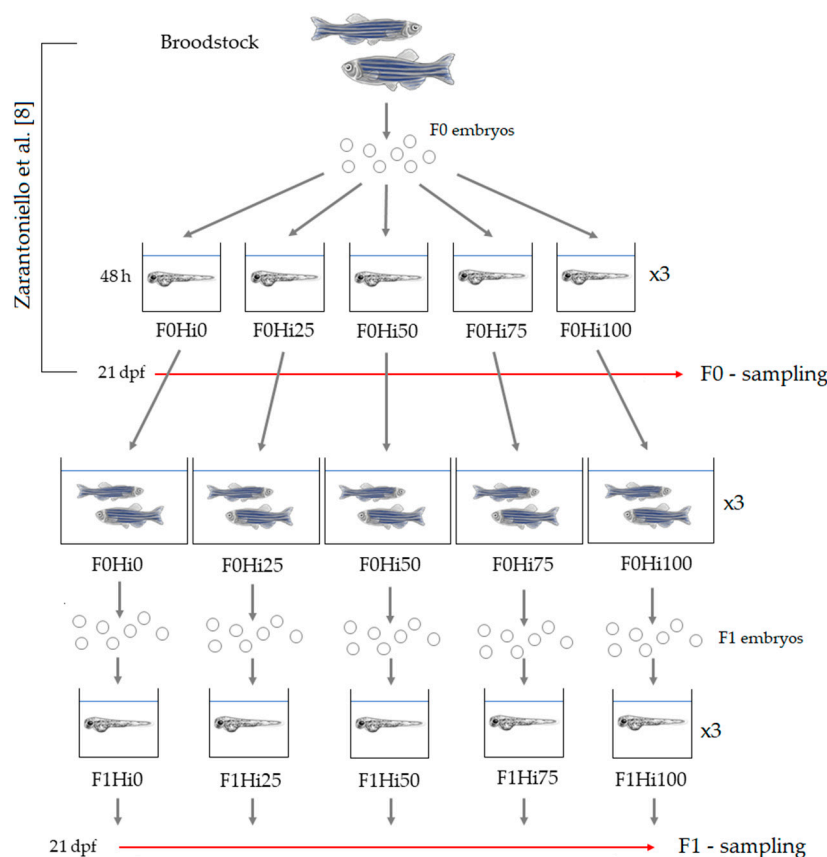 Broodstock
Zarantoniello et al. [8]
F0 embryos
48 h
x3
F0Hi0 F0Hi25 F0Hi50 F0Hi75 F0Hi100
21 dpf
F0 - sampling
x3
F0Hi0 F0Hi25 F0Hi50 F0Hi75 F0Hi100
F1 embryos
x3
F1Hi0 F1Hi25 F1Hi50 F1Hi75 F1Hi100
21 dpf
F1 - sampling